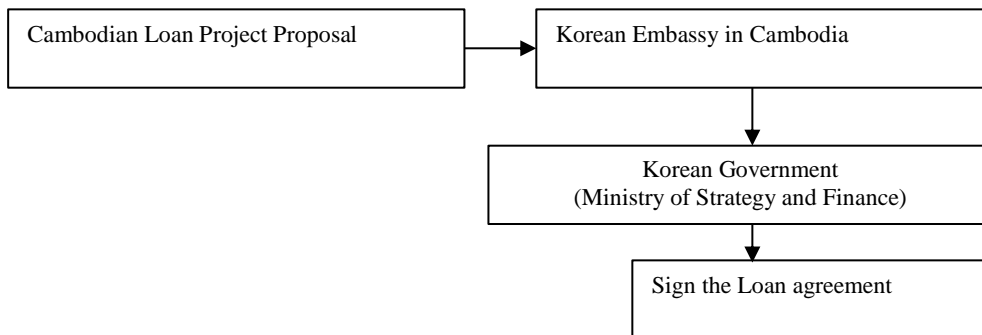 Cambodian Loan Project Proposal
Korean Embassy in Cambodia
Korean Government
(Ministry of Strategy and Finance)
Sign the Loan agreement